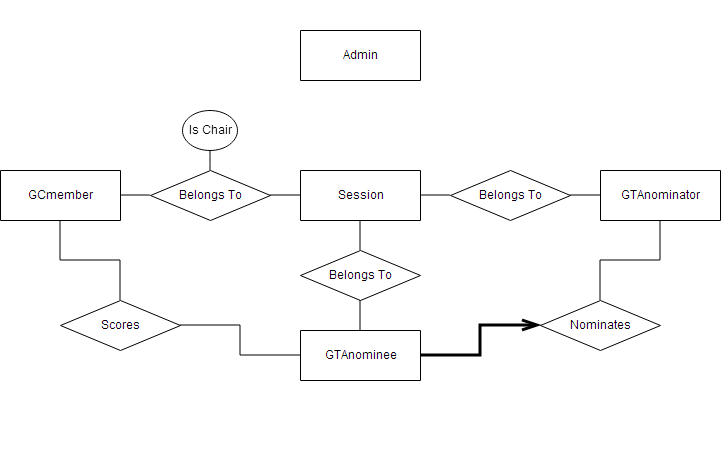 Admin
Is Chair
GCmember
Belongs To
Session
Belongs To
GTAnominator
Belongs To
Scores
Nominates
GTAnominee